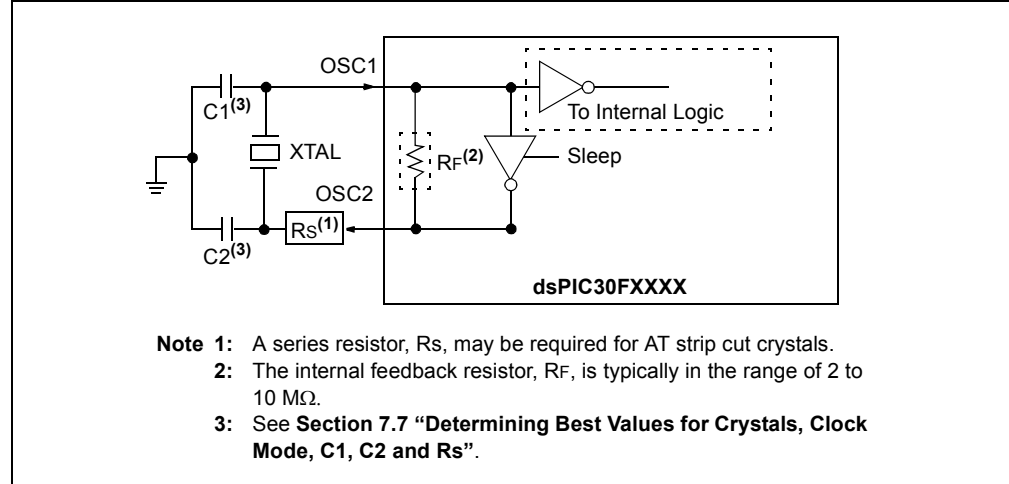 OSC1
C1(3)
To Internal Logic
XTAL
RF(2)
Sleep
OSC2
Rs(1)
C2(3)
dsPIC30FXXXX
Note 1: A series resistor, Rs, may be required for AT strip cut crystals.
2: The internal feedback resistor, RF, is typically in the range of 2 to
10 MΩ.
3: See Section 7.7 “Determining Best Values for Crystals, Clock
Mode, C1, C2 and Rs”.